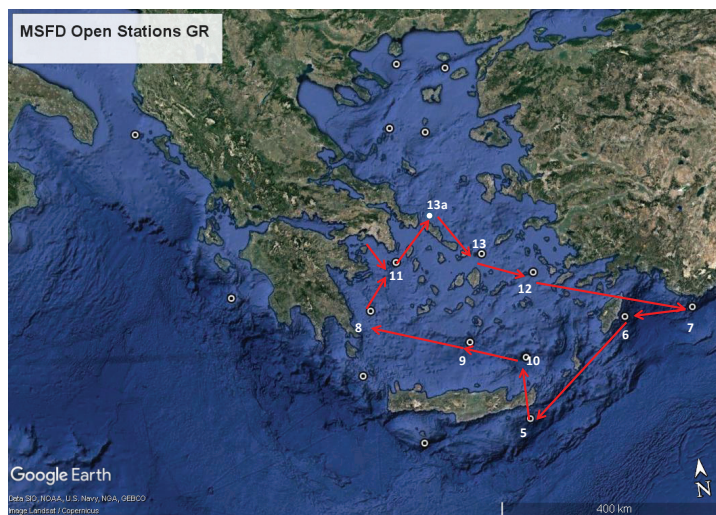 MSFD Open Stations GR
13a
13
11
12
8
6
7
9
10
5
Google Earth
Data SIO, NOAA, U.S. Navy, NGA, GEBCO
Image Landsat / Copernicus
400 km
N